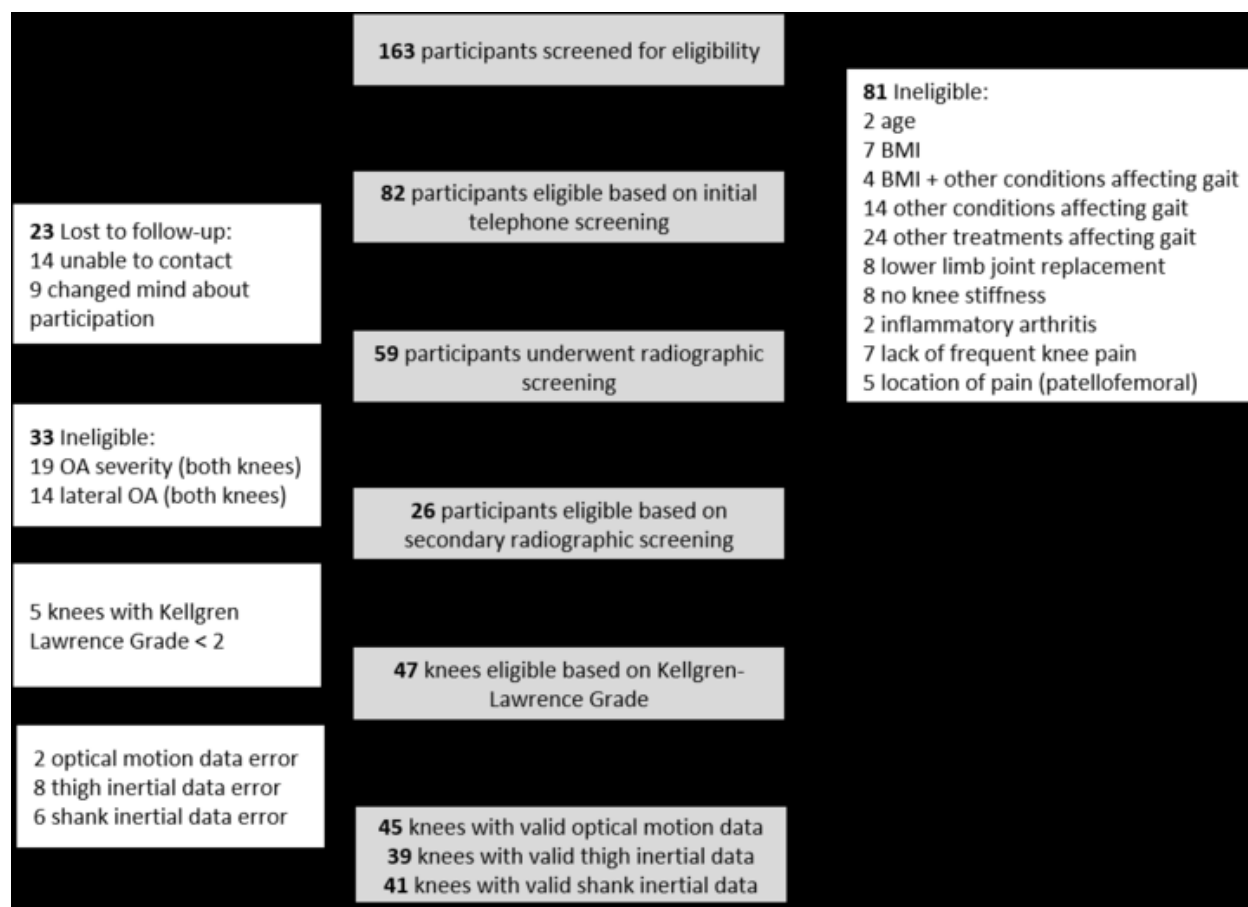 163 participants screened for eligibility
81 Ineligible:
2 age
7 BMI
4 BMI + other conditions affecting gait
14 other conditions affecting gait
24 other treatments affecting gait
8 lower limb joint replacement
8 no knee stiffness
2 inflammatory arthritis
7 lack of frequent knee pain
5 location of pain (patellofemoral)
82 participants eligible based on initial
telephone screening
23 Lost to follow-up:
14 unable to contact
9 changed mind about
participation
59 participants underwent radiographic
screening
33 Ineligible:
19 OA severity (both knees)
14 lateral OA (both knees)
26 participants eligible based on
secondary radiographic screening
5 knees with Kellgren
Lawrence Grade < 2
47 knees eligible based on Kellgren-
Lawrence Grade
2 optical motion data error
8 thigh inertial data error
6 shank inertial data error
45 knees with valid optical motion data
39 knees with valid thigh inertial data
41 knees with valid shank inertial data